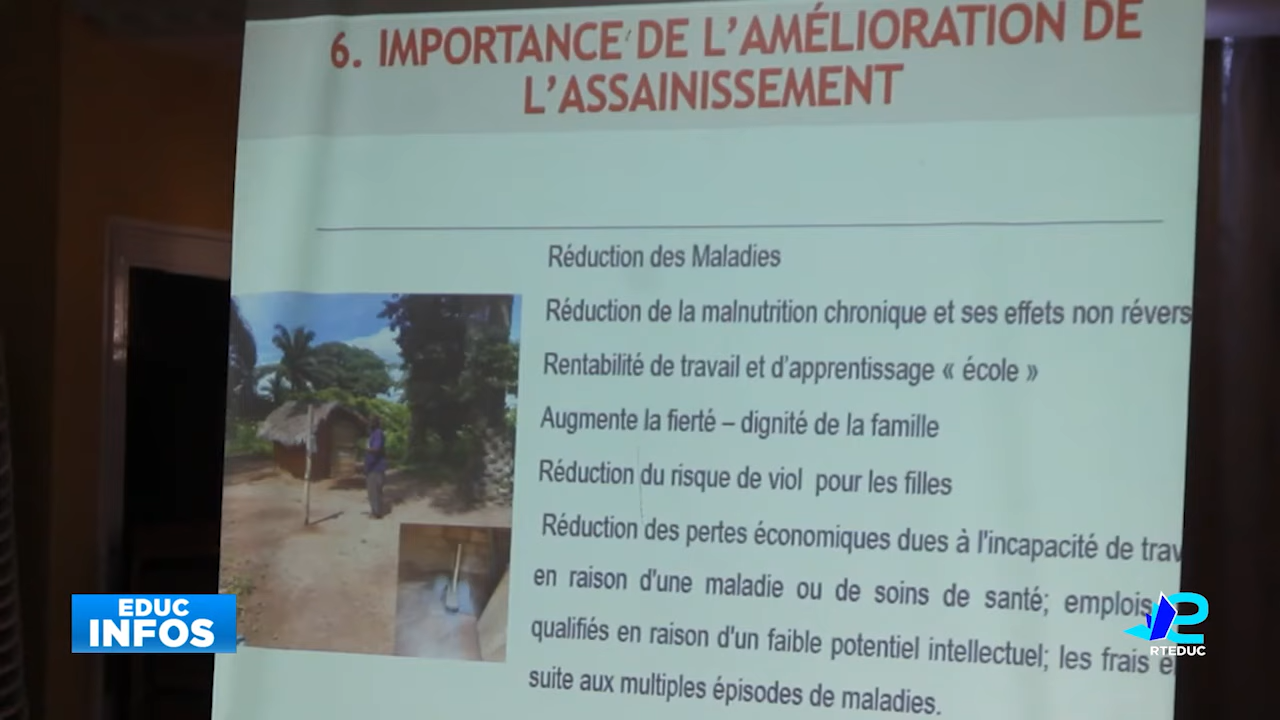 6. IMPORTANCE DE L'AMÉLIORATION DE
L'ASSAINISSEMENT
Réduction des Maladies
Réduction de la malnutrition chronique et ses effets non révers
Rentabilité de travail et d'apprentissage « école »
Augmente la fierté – dignité de la famille
Réduction du risque de viol pour les filles
Réduction des pertes économiques dues à l'incapacité de trav
en raison d'une maladie ou de soins de santé; emplois
qualifiés en raison d'un faible potentiel intellectuel; les frais e
suite aux multiples épisodes de maladies.
EDUC
INFOS
RTEDUC